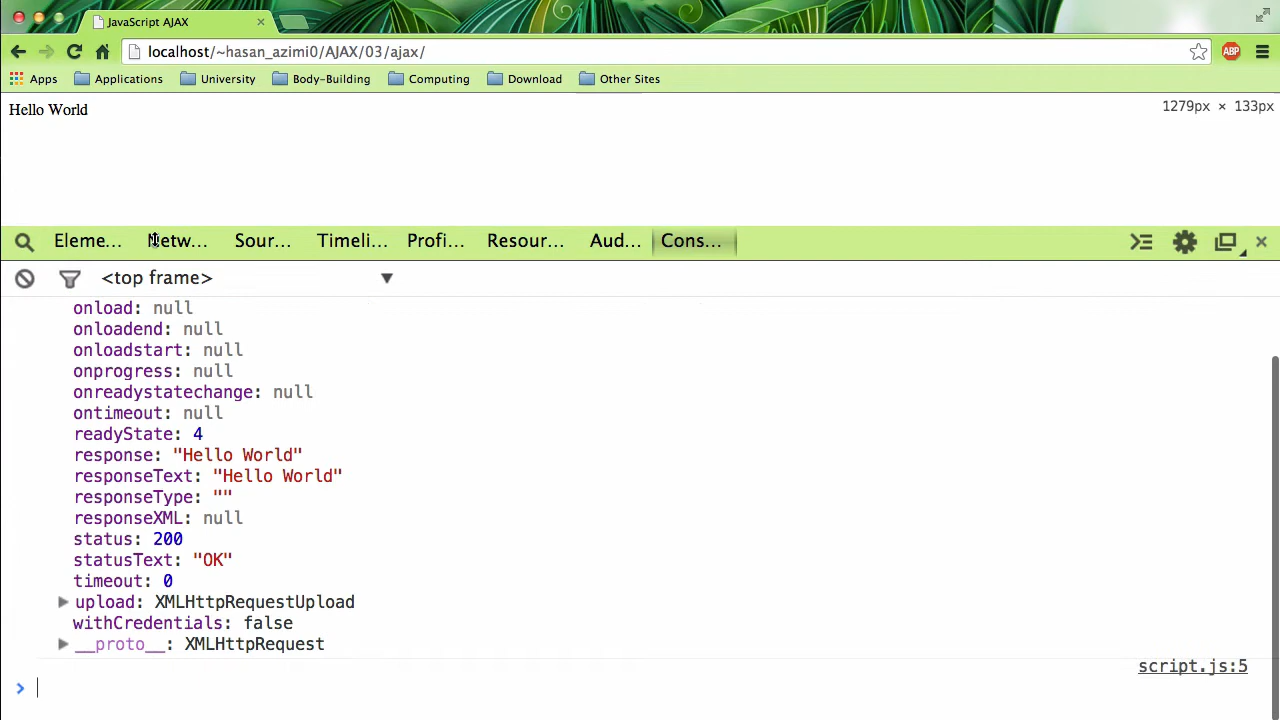 JavaScript AJAX
localhost/~hasan_azimi0/AJAX/03/ajax/
ABP
Apps Applications University Body-Building Computing Download Other Sites
Hello World
1279px × 133px
Eleme... Netw... Sour... Timeli... Profi... Resour... Aud... Cons...
<top frame>
onload: null
onloadend: null
onloadstart: null
onprogress: null
onreadystatechange: null
ontimeout: null
readyState: 4
response: "Hello World"
responseText: "Hello World"
responseType: ""
responseXML: null
status: 200
statusText: "OK"
timeout: 0
upload: XMLHttpRequestUpload
withCredentials: false
__proto__: XMLHttpRequest
script.js:5